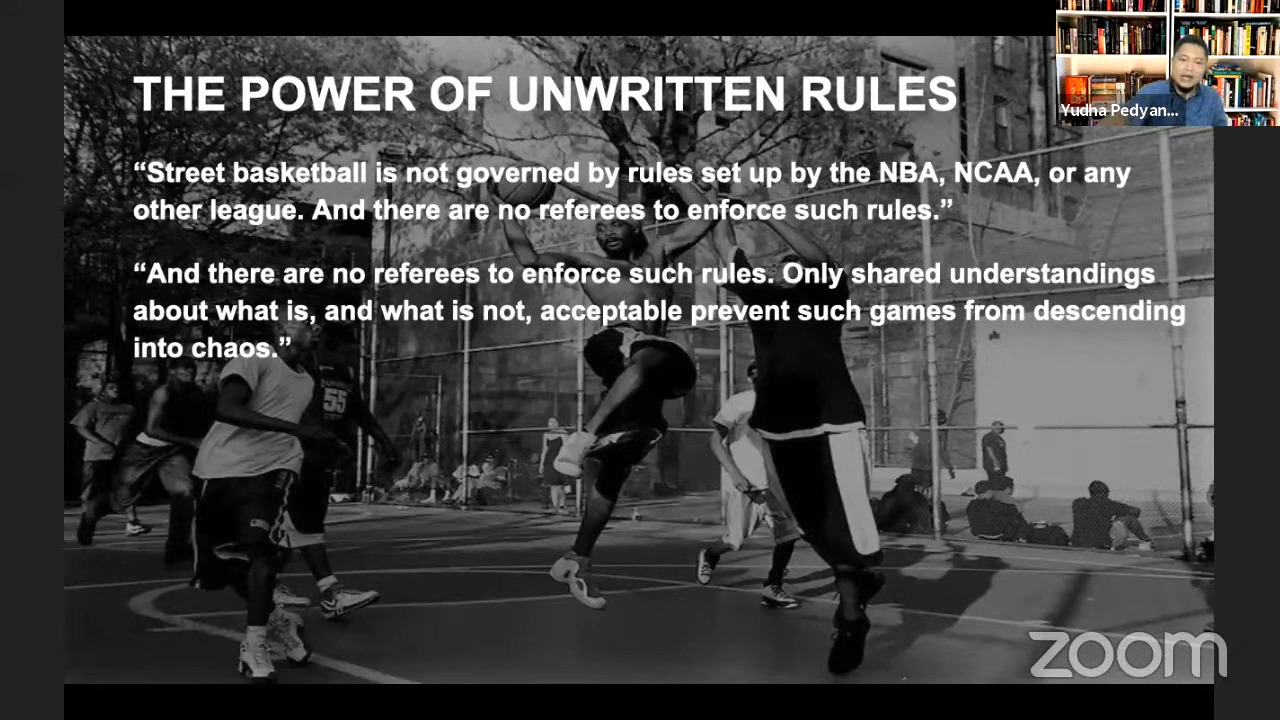 THE POWER OF UNWRITTEN RULES
“Street basketball is not governed by rules set up by the NBA, NCAA, or any
other league. And there are no referees to enforce such rules.”
“And there are no referees to enforce such rules. Only shared understandings
about what is, and what is not, acceptable prevent such games from descending
into chaos.”
Yudha Pedyan...
55
zoom